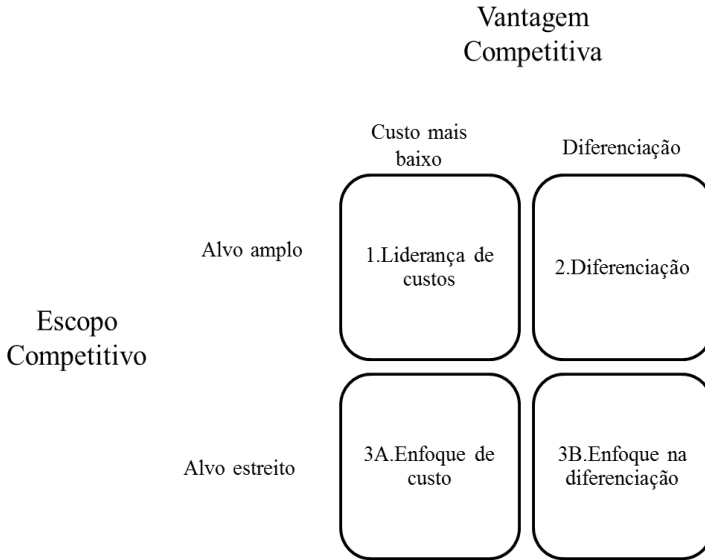 Vantagem
Competitiva
Custo mais
baixo
Diferenciação
Alvo amplo
1.Liderança de
custos
2.Diferenciação
Escopo
Competitivo
Alvo estreito
3A.Enfoque de
custo
3B.Enfoque na
diferenciação